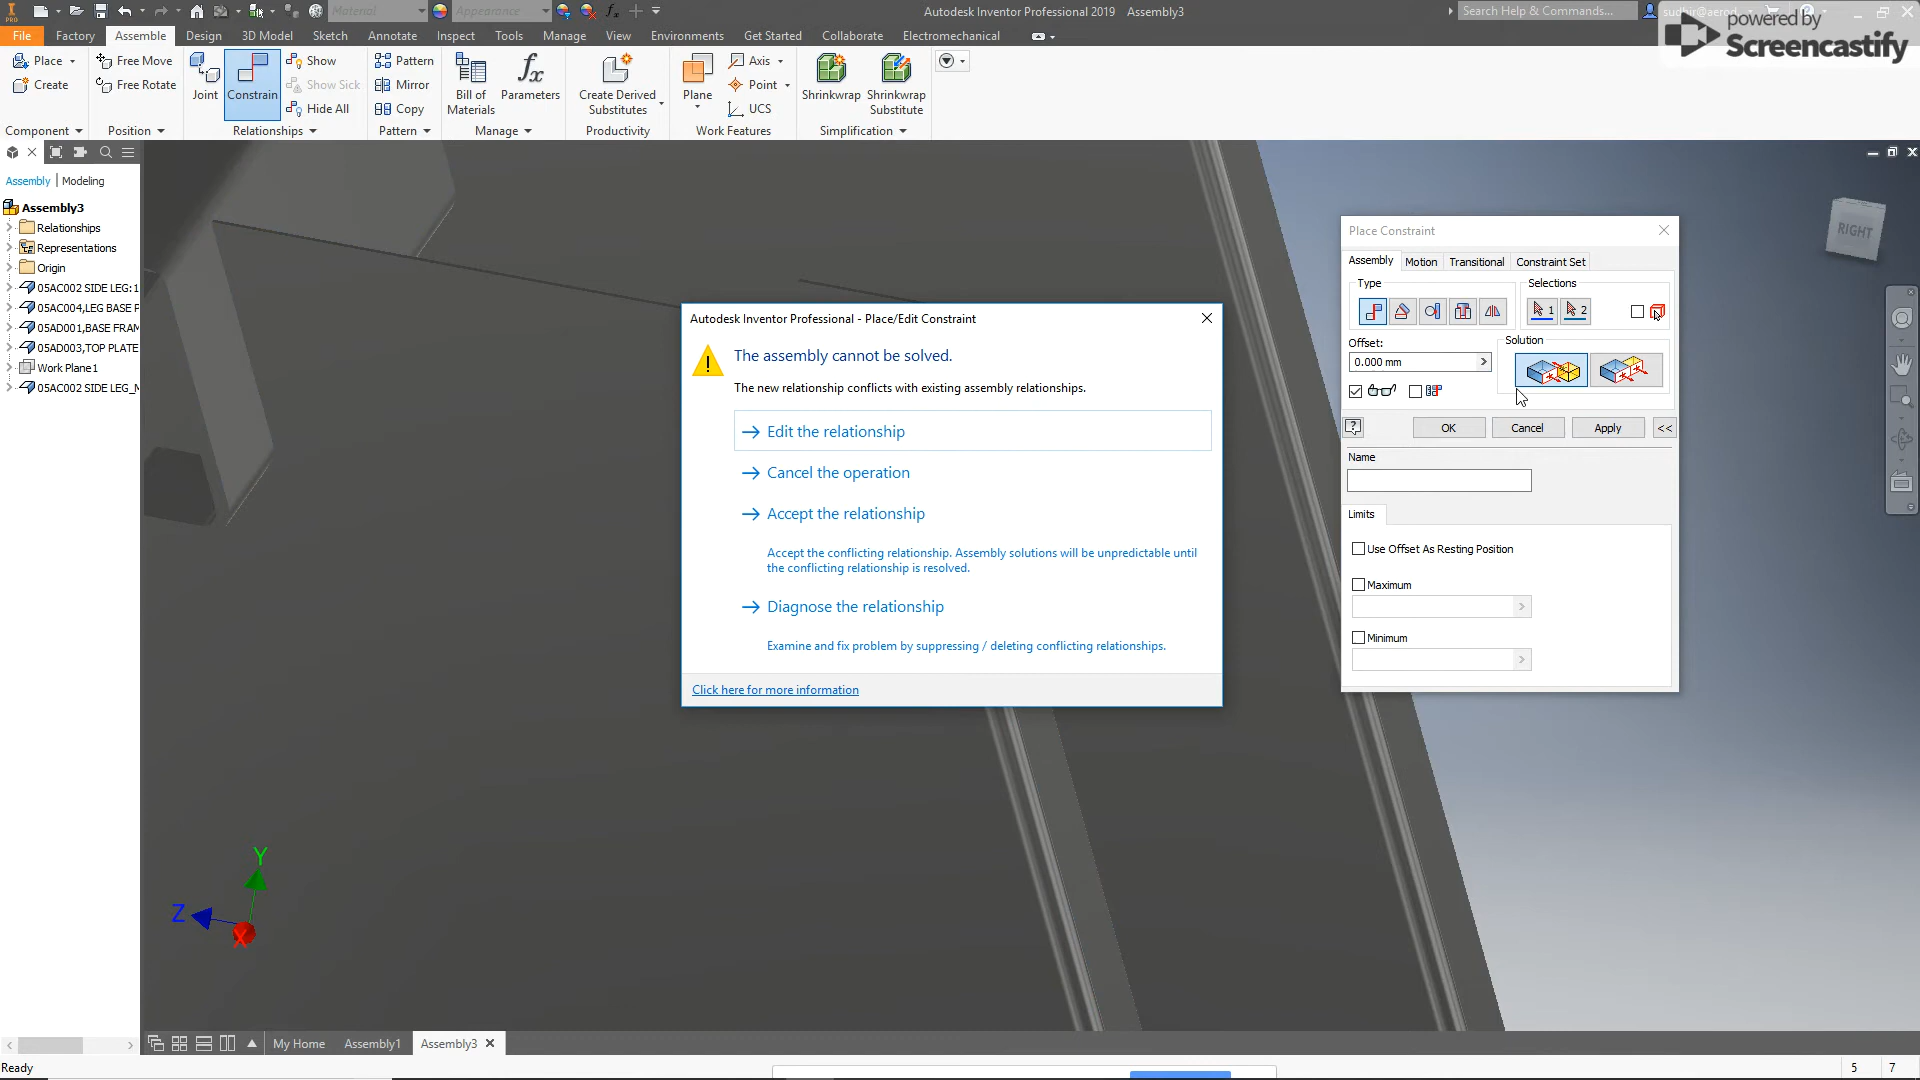 Material
Appearance
Autodesk Inventor Professional 2019 Assembly3
Search Help & Commands...
powered by
Screencastify
File Factory Assemble Design 3D Model Sketch Annotate Inspect Tools Manage View Environments Get Started Collaborate Electromechanical
Place
Create
Free Move
Free Rotate
Joint
Constrain
Show
Show Sick
Hide All
Pattern
Mirror
Copy
Bill of
Materials
fx
Parameters
Create Derived
Substitutes
Plane
Axis
Point
UCS
Shrinkwrap
Shrinkwrap
Substitute
Component Position Relationships Pattern Manage Productivity Work Features Simplification
Assembly Modeling
Assembly3
Relationships
Representations
Origin
05AC002 SIDE LEG:1
05AC004,LEG BASE P
05AD001,BASE FRAM
05AD003,TOP PLATE
Work Plane1
05AC002 SIDE LEG_M
RIGHT
Autodesk Inventor Professional - Place/Edit Constraint
The assembly cannot be solved.
The new relationship conflicts with existing assembly relationships.
Edit the relationship
Cancel the operation
Accept the relationship
Accept the conflicting relationship. Assembly solutions will be unpredictable until
the conflicting relationship is resolved.
Diagnose the relationship
Examine and fix problem by suppressing / deleting conflicting relationships.
Click here for more information
Place Constraint
Assembly Motion Transitional Constraint Set
Type
Selections
1 2
Offset:
Solution
0.000 mm
OK Cancel Apply <<
Name
Limits
Use Offset As Resting Position
Maximum
Minimum
Y
Z
X
My Home Assembly1 Assembly3
Ready
5 7